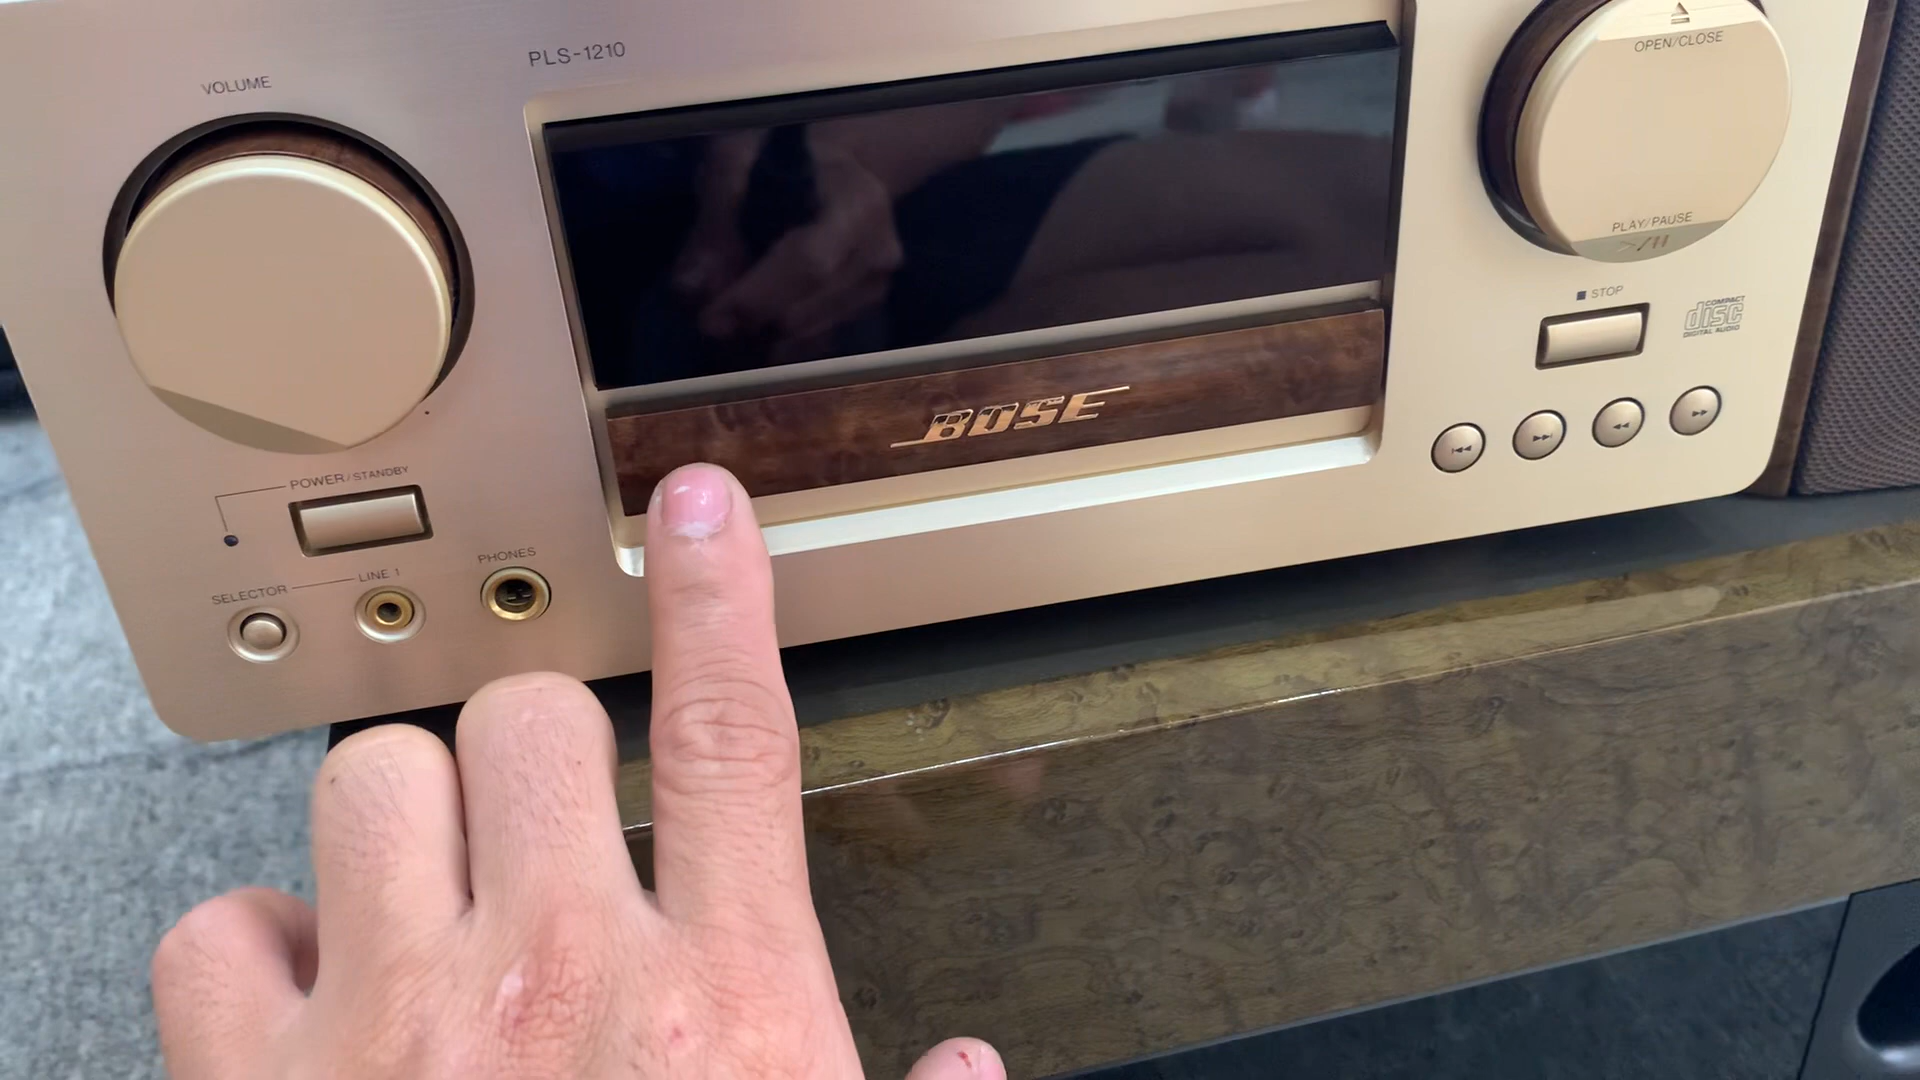 PLS-1210
VOLUME
OPEN/CLOSE
PLAY/PAUSE
STOP
COMPACT
disc
DIGITAL AUDIO
BOSE
POWER/STANDBY
PHONES
SELECTOR
LINE 1